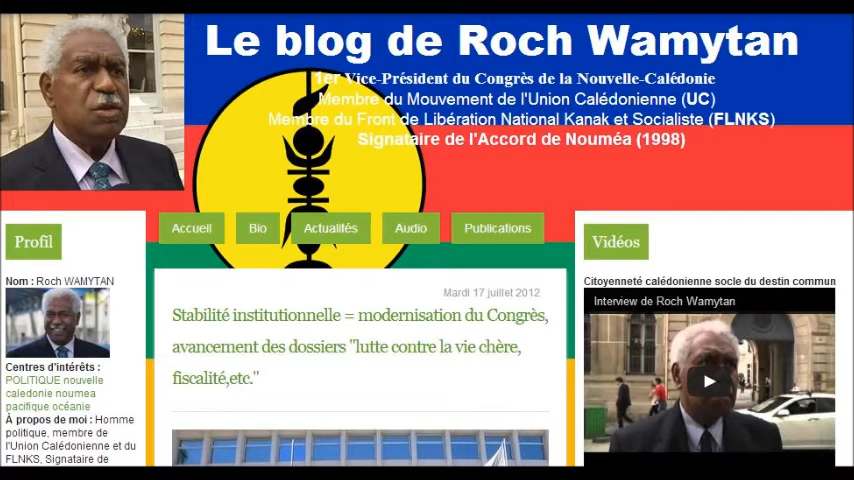 Le blog de Roch Wamytan
1er Vice-Président du Congrès de la Nouvelle-Calédonie
Membre du Mouvement de l'Union Calédonienne (UC)
Membre du Front de Libération National Kanak et Socialiste (FLNKS)
Signataire de l'Accord de Nouméa (1998)
Accueil
Bio
Actualités
Audio
Publications
Profil
Nom : Roch WAMYTAN
Centres d'intérêts :
POLITIQUE nouvelle
caledonie noumea
pacifique océanie
À propos de moi : Homme
politique, membre de
l'Union Calédonienne et du
FLNKS, Signataire de
Mardi 17 juillet 2012
Stabilité institutionnelle = modernisation du Congrès,
avancement des dossiers "lutte contre la vie chère,
fiscalité,etc."
Vidéos
Citoyenneté calédonienne socle du destin commun
Interview de Roch Wamytan